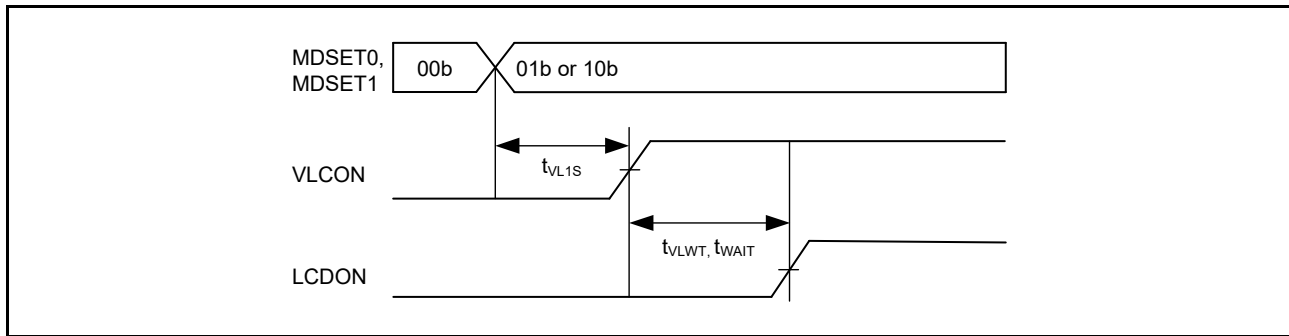 MDSET0,
MDSET1
00b
01b or 10b
tVL1S
VLCON
tVLWT, tWAIT
LCDON